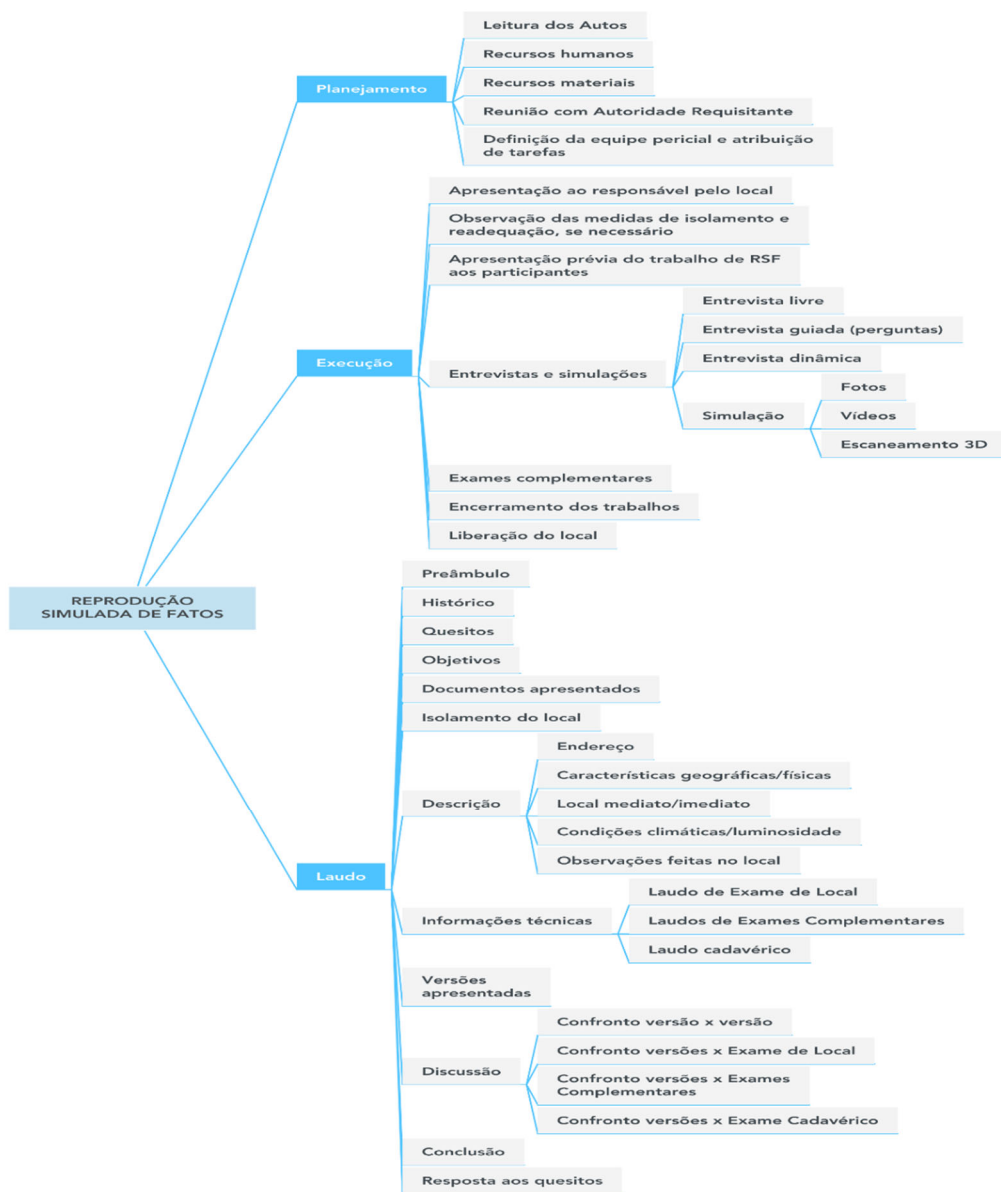 REPRODUÇÃO
SIMULADA DE FATOS
Planejamento
Leitura dos Autos
Recursos humanos
Recursos materiais
Reunião com Autoridade Requisitante
Definição da equipe pericial e atribuição
de tarefas
Execução
Apresentação ao responsável pelo local
Observação das medidas de isolamento e
readequação, se necessário
Apresentação prévia do trabalho de RSF
aos participantes
Entrevistas e simulações
Entrevista livre
Entrevista guiada (perguntas)
Entrevista dinâmica
Simulação
Fotos
Vídeos
Escaneamento 3D
Exames complementares
Encerramento dos trabalhos
Liberação do local
Laudo
Preâmbulo
Histórico
Quesitos
Objetivos
Documentos apresentados
Isolamento do local
Descrição
Endereço
Características geográficas/físicas
Local mediato/imediato
Condições climáticas/luminosidade
Observações feitas no local
Informações técnicas
Laudo de Exame de Local
Laudos de Exames Complementares
Laudo cadavérico
Versões
apresentadas
Discussão
Confronto versão x versão
Confronto versões x Exame de Local
Confronto versões x Exames
Complementares
Confronto versões x Exame Cadavérico
Conclusão
Resposta aos quesitos